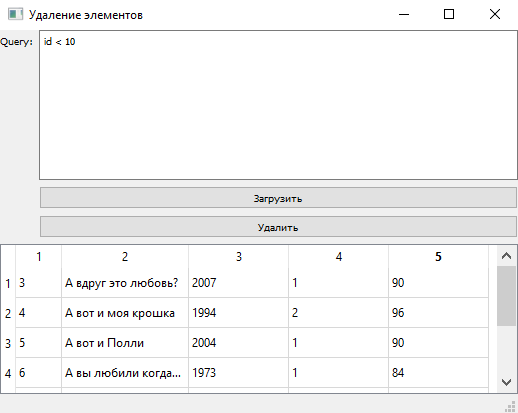 Удаление элементов
Query:
id < 10
Загрузить
Удалить
1 2 3 4 5
1 3 А вдруг это любовь? 2007 1 90
2 4 А вот и моя крошка 1994 2 96
3 5 А вот и Полли 2004 1 90
4 6 А вы любили когда... 1973 1 84